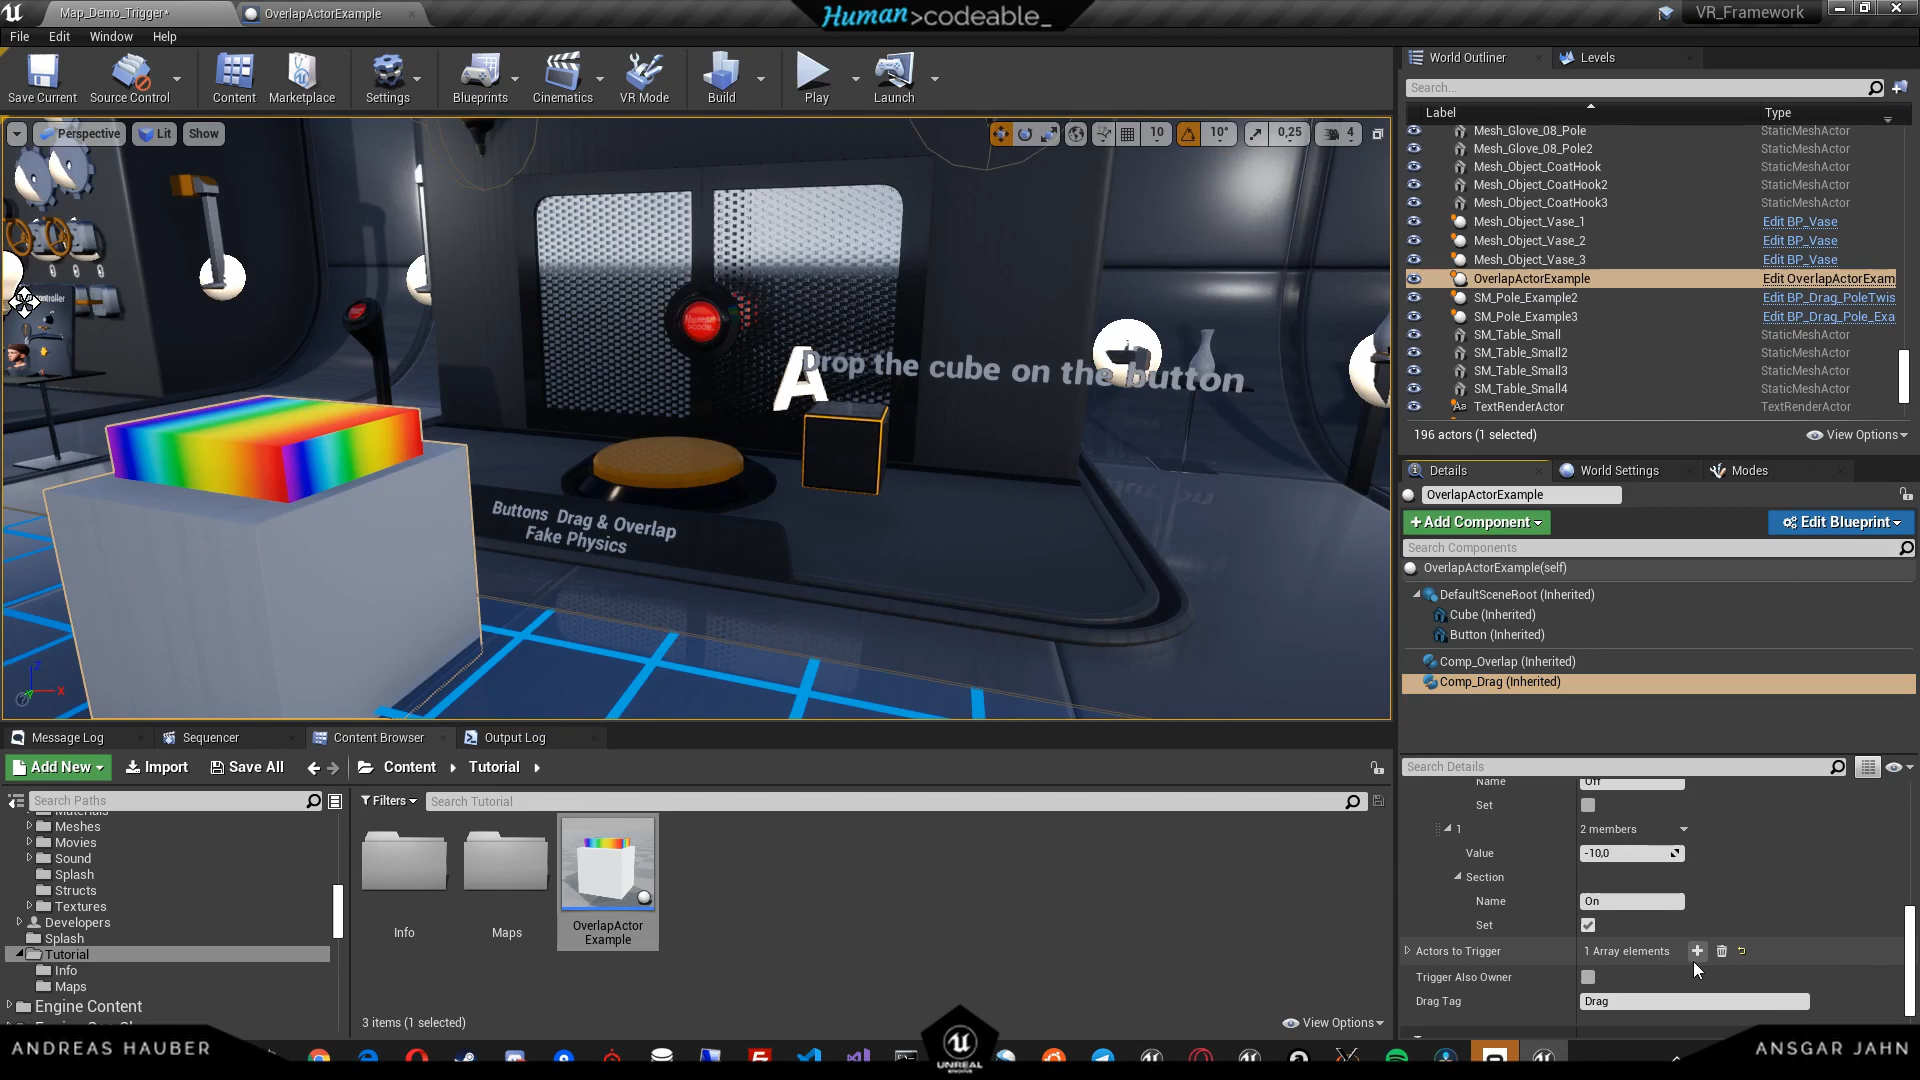 Map_Demo_Trigger*
OverlapActorExample
Human>codeable_
VR_Framework
File Edit Window Help
Save Current
Source Control
Content
Marketplace
Settings
Blueprints
Cinematics
VR Mode
Build
Play
Launch
Perspective
Lit
Show
10
10°
0,25
4
A
Drop the cube on the button
Buttons Drag & Overlap
Fake Physics
World Outliner
Levels
Search...
Label Type
Mesh_Glove_08_Pole StaticMeshActor
Mesh_Glove_08_Pole2 StaticMeshActor
Mesh_Object_CoatHook StaticMeshActor
Mesh_Object_CoatHook2 StaticMeshActor
Mesh_Object_CoatHook3 StaticMeshActor
Mesh_Object_Vase_1 Edit BP_Vase
Mesh_Object_Vase_2 Edit BP_Vase
Mesh_Object_Vase_3 Edit BP_Vase
OverlapActorExample Edit OverlapActorExam
SM_Pole_Example2 Edit BP_Drag_PoleTwis
SM_Pole_Example3 Edit BP_Drag_Pole_Exa
SM_Table_Small StaticMeshActor
SM_Table_Small2 StaticMeshActor
SM_Table_Small3 StaticMeshActor
SM_Table_Small4 StaticMeshActor
TextRenderActor TextRenderActor
196 actors (1 selected)
View Options
Details
World Settings
Modes
OverlapActorExample
+Add Component
Edit Blueprint
Search Components
OverlapActorExample(self)
DefaultSceneRoot (Inherited)
Cube (Inherited)
Button (Inherited)
Comp_Overlap (Inherited)
Comp_Drag (Inherited)
Search Details
Name Off
Set
1 2 members
Value -10,0
Section
Name On
Set
Actors to Trigger 1 Array elements
Trigger Also Owner
Drag Tag Drag
Message Log
Sequencer
Content Browser
Output Log
Add New
Import
Save All
Content
Tutorial
Search Paths
Filters
Search Tutorial
Materials
Meshes
Movies
Sound
Splash
Structs
Textures
Developers
Splash
Tutorial
Info
Maps
Engine Content
Info
Maps
OverlapActor
Example
3 items (1 selected)
View Options
ANDREAS HAUBER
UNREAL
ENGINE
ANSGAR JAHN